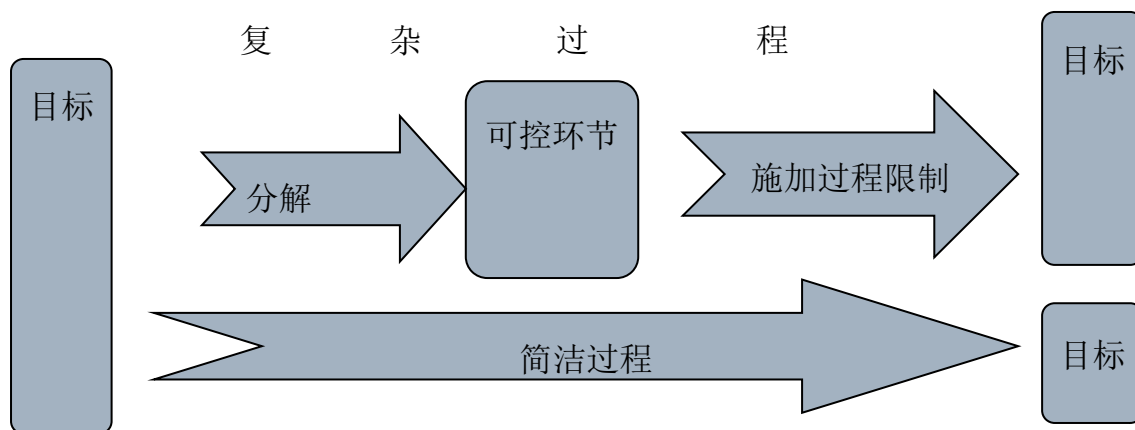 复杂过程
目标
目标
可控环节
分解
施加过程限制
简洁过程
目标